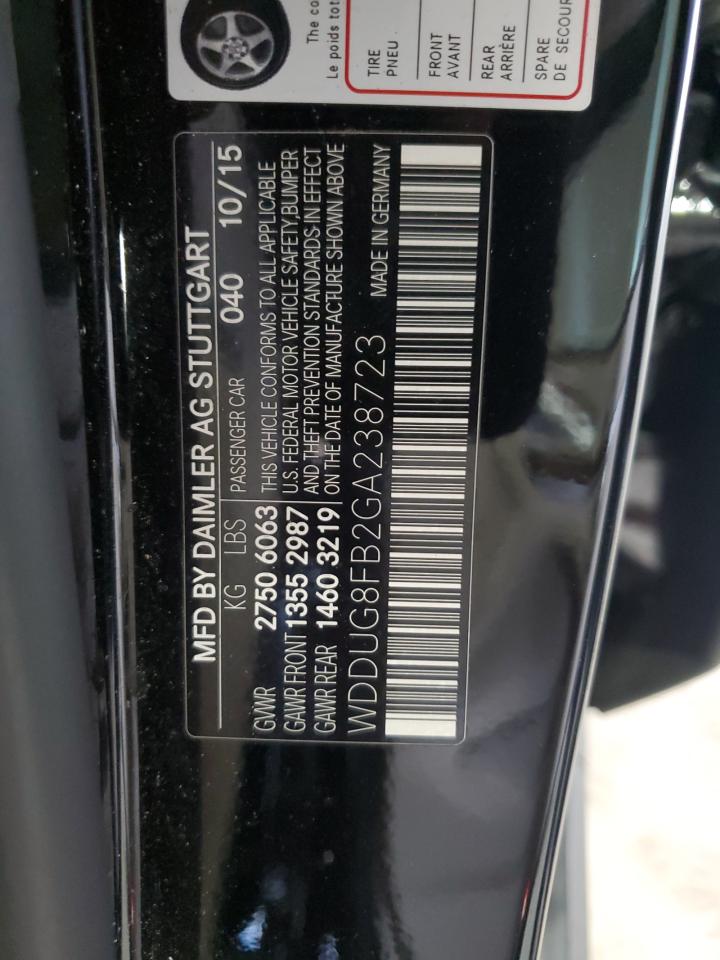 The co
Le poids tot
TIRE
PNEU
FRONT
AVANT
REAR
ARRIÈRE
SPARE
DE SECOUR
MFD BY DAIMLER AG STUTTGART
KG LBS 040 10/15
GVWR 2750 6063 PASSENGER CAR
GAWR FRONT 1355 2987
GAWR REAR 1460 3219
THIS VEHICLE CONFORMS TO ALL APPLICABLE
U.S. FEDERAL MOTOR VEHICLE SAFETY,BUMPER
AND THEFT PREVENTION STANDARDS IN EFFECT
ON THE DATE OF MANUFACTURE SHOWN ABOVE
WDDUG8FB2GA238723 MADE IN GERMANY